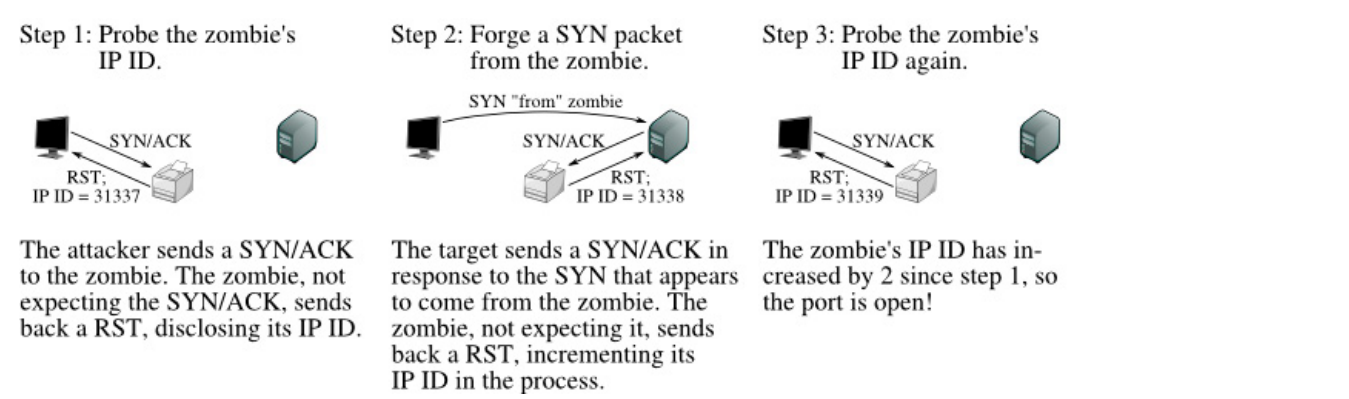 Step 1: Probe the zombie's
IP ID.
SYN/ACK
RST;
IP ID = 31337
The attacker sends a SYN/ACK
to the zombie. The zombie, not
expecting the SYN/ACK, sends
back a RST, disclosing its IP ID.
Step 2: Forge a SYN packet
from the zombie.
SYN "from" zombie
SYN/ACK
RST;
IP ID = 31338
The target sends a SYN/ACK in
response to the SYN that appears
to come from the zombie. The
zombie, not expecting it, sends
back a RST, incrementing its
IP ID in the process.
Step 3: Probe the zombie's
IP ID again.
SYN/ACK
RST;
IP ID = 31339
The zombie's IP ID has in-
creased by 2 since step 1, so
the port is open!